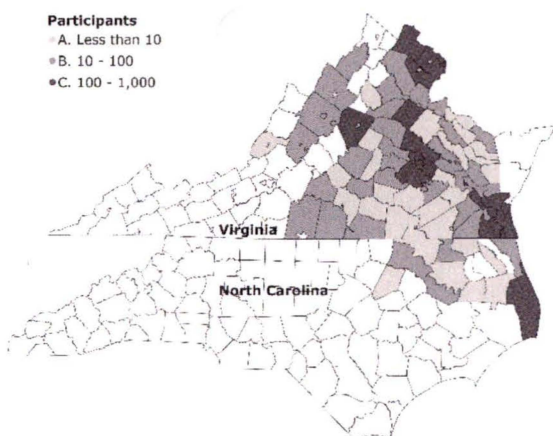 Participants
A. Less than 10
B. 10 - 100
C. 100 - 1,000
Virginia
North Carolina